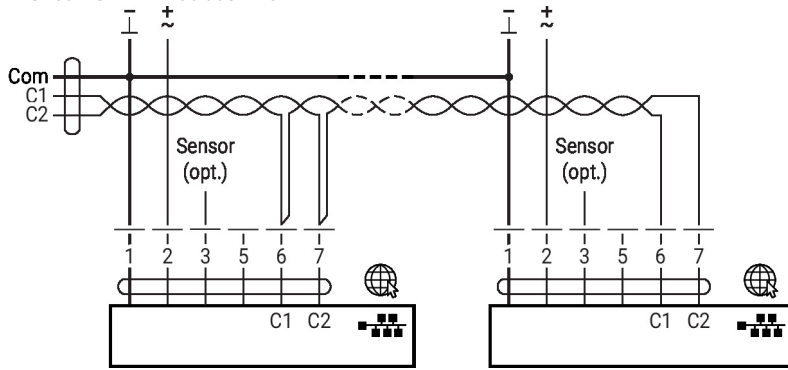 − + − +
⊥ ~ ⊥ ~
Com
C1
C2
Sensor Sensor
(opt.) (opt.)
1 2 3 5 6 7 1 2 3 5 6 7
C1 C2 C1 C2